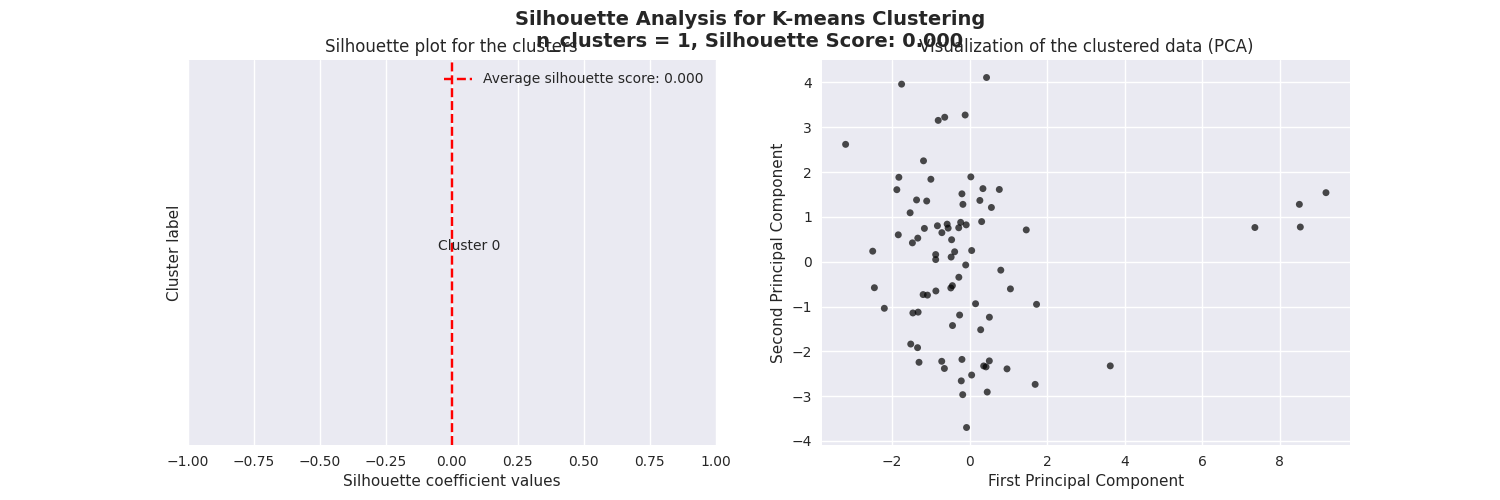 Silhouette Analysis for K-means Clustering
n_clusters = 1, Silhouette Score: 0.000
Silhouette plot for the clusters
Average silhouette score: 0.000
Cluster label
Cluster 0
−1.00 −0.75 −0.50 −0.25 0.00 0.25 0.50 0.75 1.00
Silhouette coefficient values
Visualization of the clustered data (PCA)
Second Principal Component
4
3
2
1
0
−1
−2
−3
−4
−2 0 2 4 6 8
First Principal Component